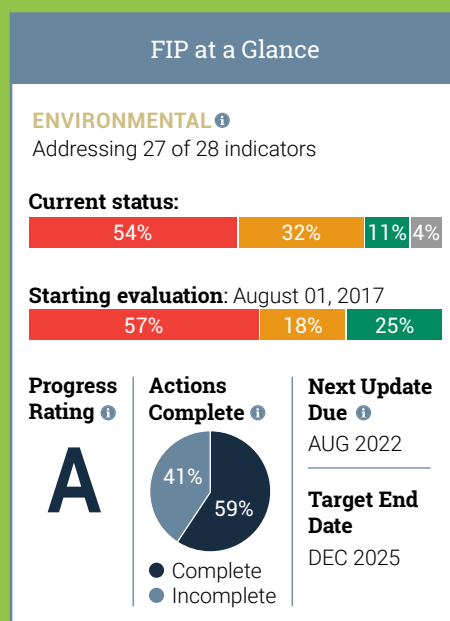 FIP at a Glance
ENVIRONMENTAL
Addressing 27 of 28 indicators
Current status:
54% 32% 11% 4%
Starting evaluation: August 01, 2017
57% 18% 25%
Progress
Rating
A
Actions
Complete
41%
59%
Complete
Incomplete
Next Update
Due
AUG 2022
Target End
Date
DEC 2025